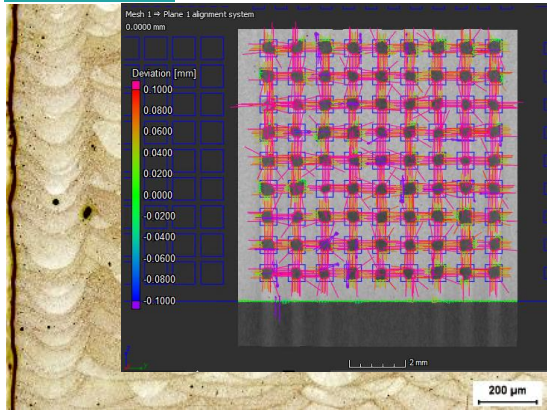 Mesh 1 ⇒ Plane 1 alignment system
0.0000 mm
Deviation [mm]
0.1000
0.0800
0.0600
0.0400
0.0200
0.0000
-0.0200
-0.0400
-0.0600
-0.0800
-0.1000
2 mm
200 µm